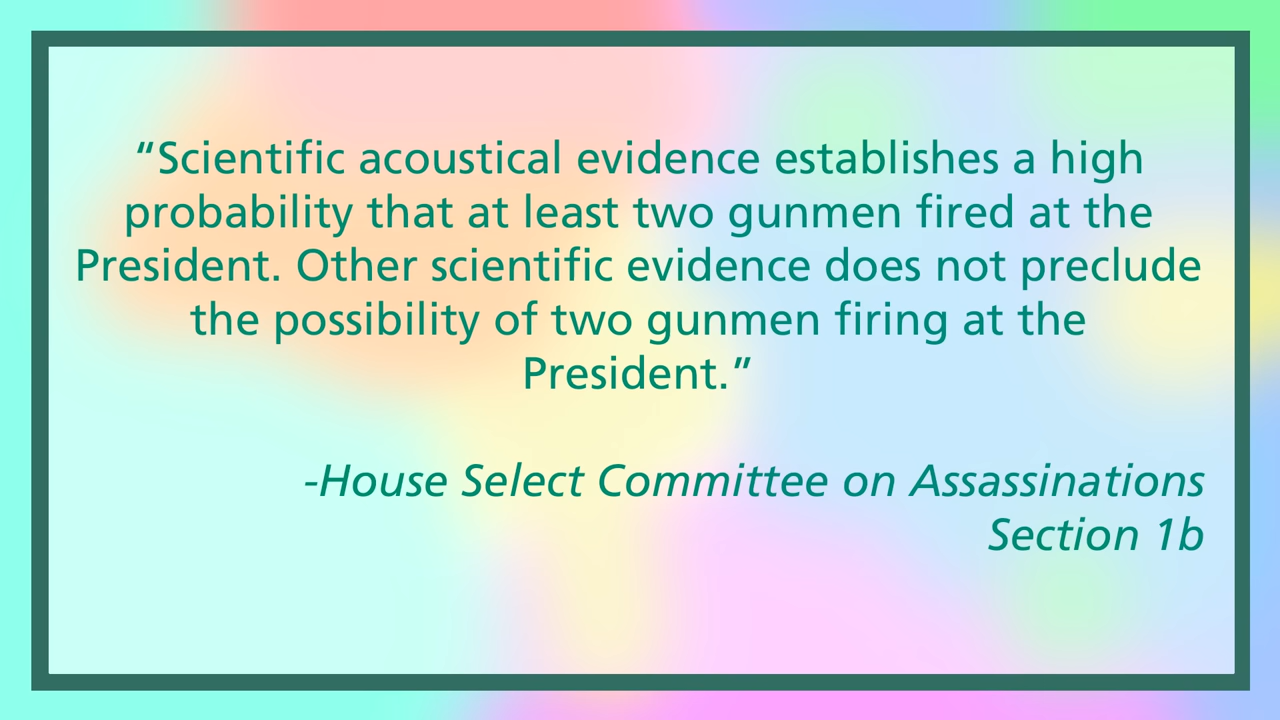 “Scientific acoustical evidence establishes a high
probability that at least two gunmen fired at the
President. Other scientific evidence does not preclude
the possibility of two gunmen firing at the
President.”
-House Select Committee on Assassinations
Section 1b